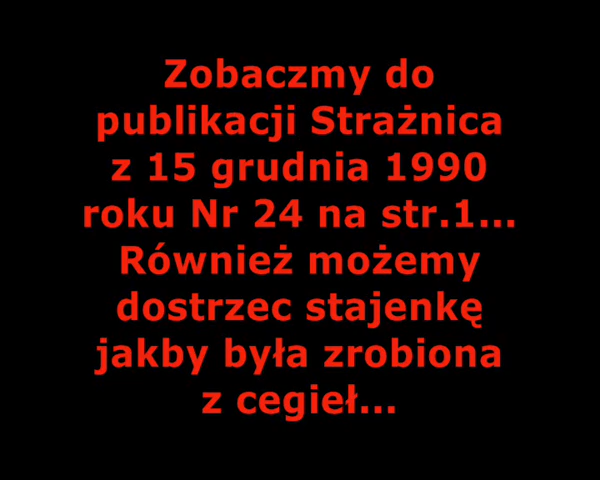 Zobaczmy do
publikacji Strażnica
z 15 grudnia 1990
roku Nr 24 na str.1...
Również możemy
dostrzec stajenkę
jakby była zrobiona
z cegieł...